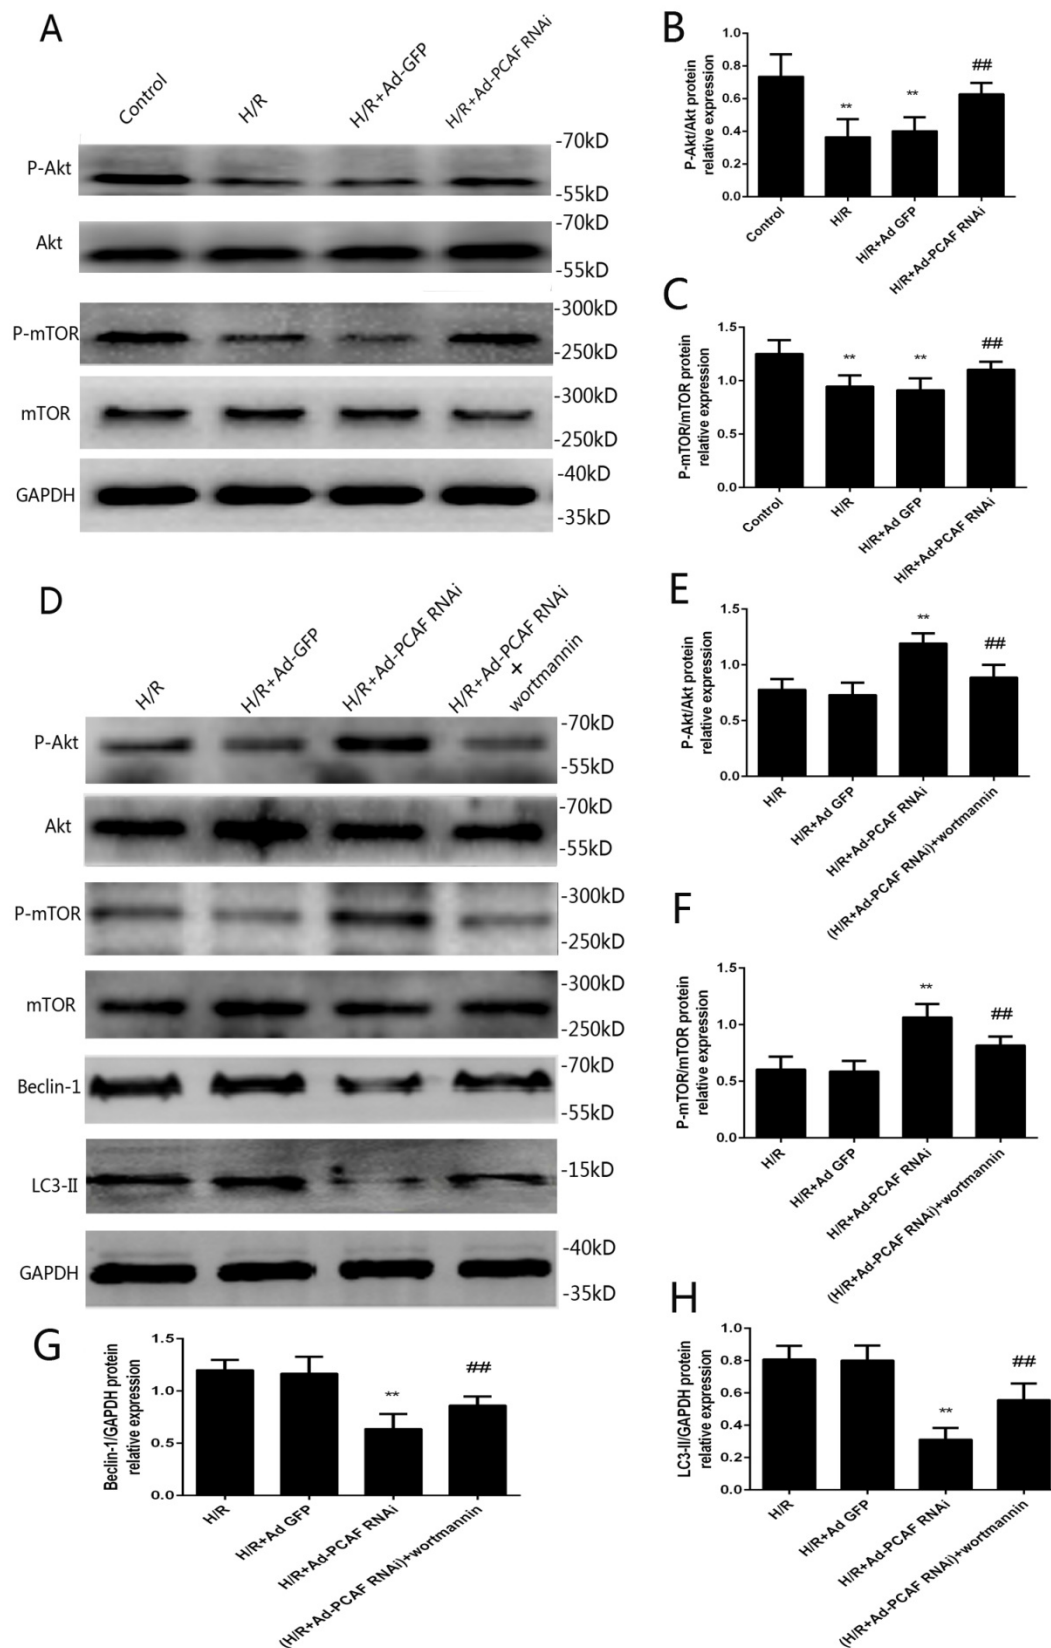 A
Control
H/R
H/R+Ad-GFP
H/R+Ad-PCAF RNAi
P-Akt
-70kD
-55kD
Akt
-70kD
-55kD
P-mTOR
-300kD
-250kD
mTOR
-300kD
-250kD
GAPDH
-40kD
-35kD
B
P-Akt/Akt protein
relative expression
1.0
0.8
0.6
0.4
0.2
0.0
**
**
##
Control
H/R
H/R+Ad GFP
H/R+Ad-PCAF RNAi
C
P-mTOR/mTOR protein
relative expression
1.5
1.0
0.5
0.0
**
**
##
Control
H/R
H/R+Ad GFP
H/R+Ad-PCAF RNAi
D
H/R
H/R+Ad-GFP
H/R+Ad-PCAF RNAi
H/R+Ad-PCAF RNAi
+
wortmannin
P-Akt
-70kD
-55kD
Akt
-70kD
-55kD
P-mTOR
-300kD
-250kD
mTOR
-300kD
-250kD
Beclin-1
-70kD
-55kD
LC3-II
-15kD
GAPDH
-40kD
-35kD
E
P-Akt/Akt protein
relative expression
1.5
1.0
0.5
0.0
**
##
H/R
H/R+Ad GFP
H/R+Ad-PCAF RNAi
(H/R+Ad-PCAF RNAi)+wortmannin
F
P-mTOR/mTOR protein
relative expression
1.5
1.0
0.5
0.0
**
##
H/R
H/R+Ad GFP
H/R+Ad-PCAF RNAi
(H/R+Ad-PCAF RNAi)+wortmannin
G
Beclin-1/GAPDH protein
relative expression
1.5
1.0
0.5
0.0
**
##
H/R
H/R+Ad GFP
H/R+Ad-PCAF RNAi
(H/R+Ad-PCAF RNAi)+wortmannin
H
LC3-II/GAPDH protein
relative expression
0.8
0.6
0.4
0.2
0.0
**
##
H/R
H/R+Ad GFP
H/R+Ad-PCAF RNAi
(H/R+Ad-PCAF RNAi)+wortmannin